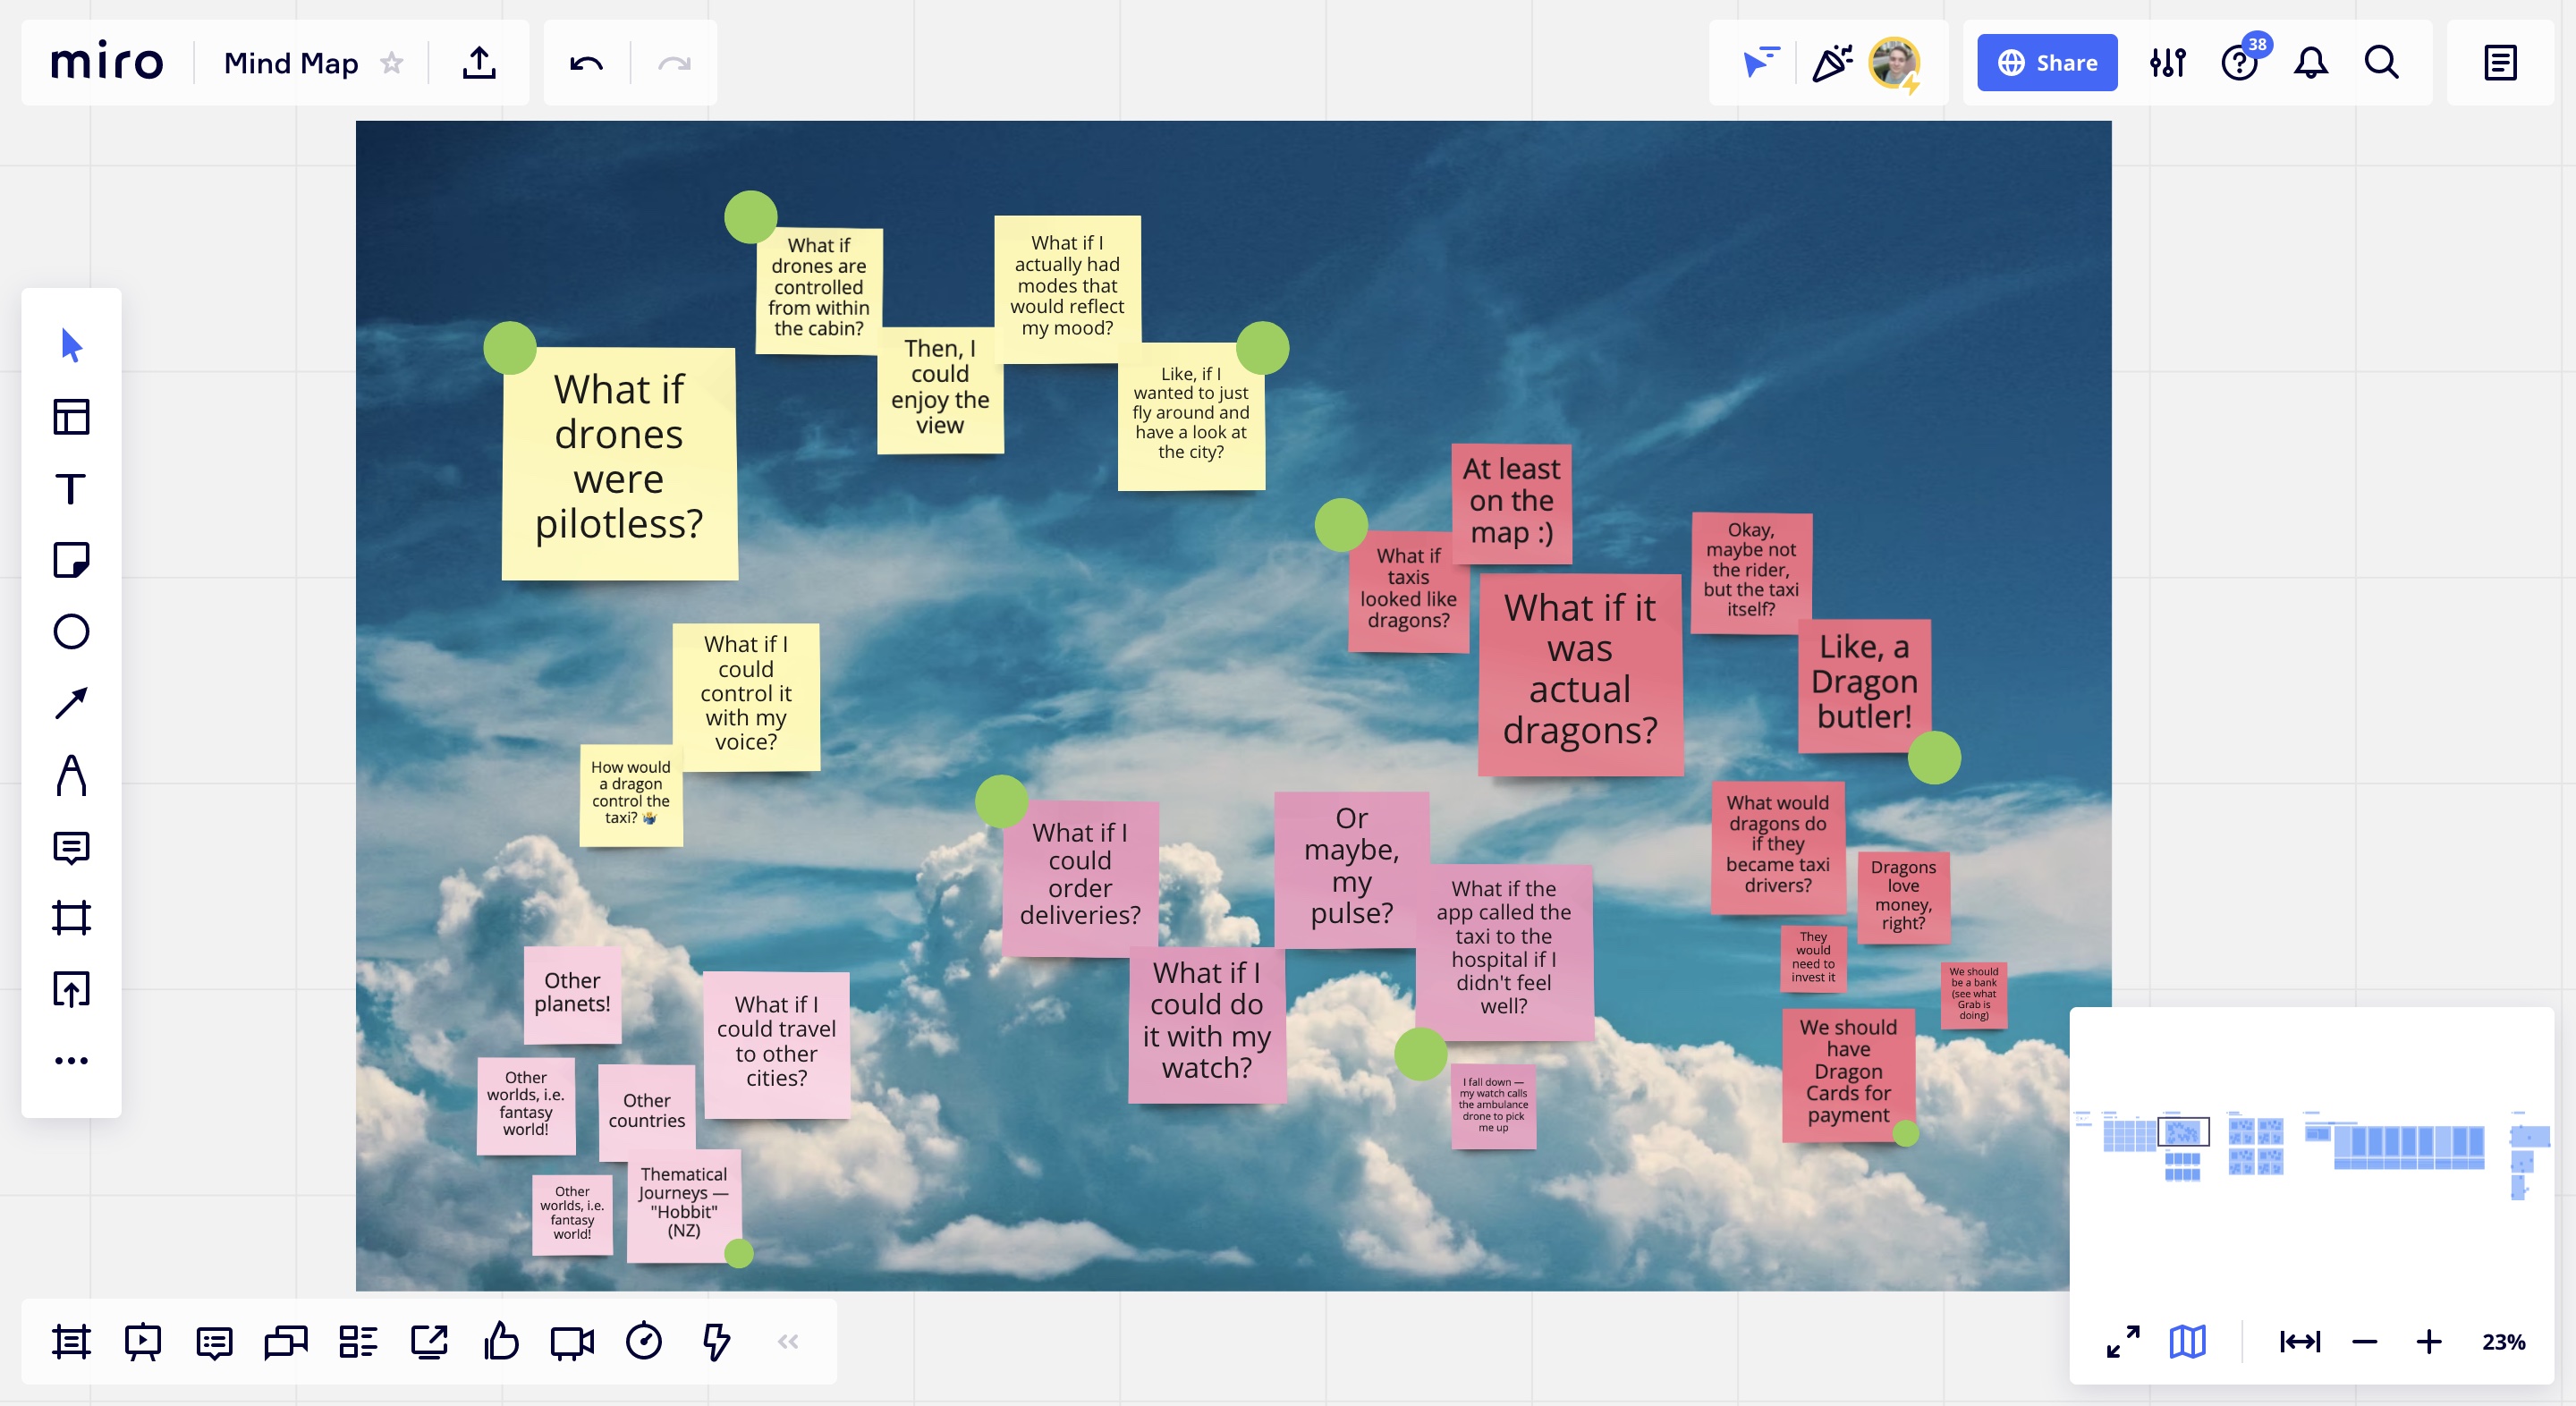 miro
Mind Map
Share
38
What if
drones are
controlled
from within
the cabin?
What if I
actually had
modes that
would reflect
my mood?
Then, I
could
enjoy the
view
Like, if I
wanted to just
fly around and
have a look at
the city?
What if
drones
were
pilotless?
At least
on the
map :)
What if
taxis
looked like
dragons?
Okay,
maybe not
the rider,
but the taxi
itself?
What if it
was
actual
dragons?
Like, a
Dragon
butler!
What if I
could
control it
with my
voice?
How would
a dragon
control the
taxi? 🤷‍♂️
What if I
could
order
deliveries?
Or
maybe,
my
pulse?
What if the
app called the
taxi to the
hospital if I
didn't feel
well?
What if I
could do
it with my
watch?
I fall down —
my watch calls
the ambulance
drone to pick
me up
What would
dragons do
if they
became taxi
drivers?
Dragons
love
money,
right?
They
would
need to
invest it
We should
be a bank
(see what
Grab is
doing)
We should
have
Dragon
Cards for
payment
Other
planets!
What if I
could travel
to other
cities?
Other
worlds, i.e.
fantasy
world!
Other
countries
Other
worlds, i.e.
fantasy
world!
Thematical
Journeys —
"Hobbit"
(NZ)
23%